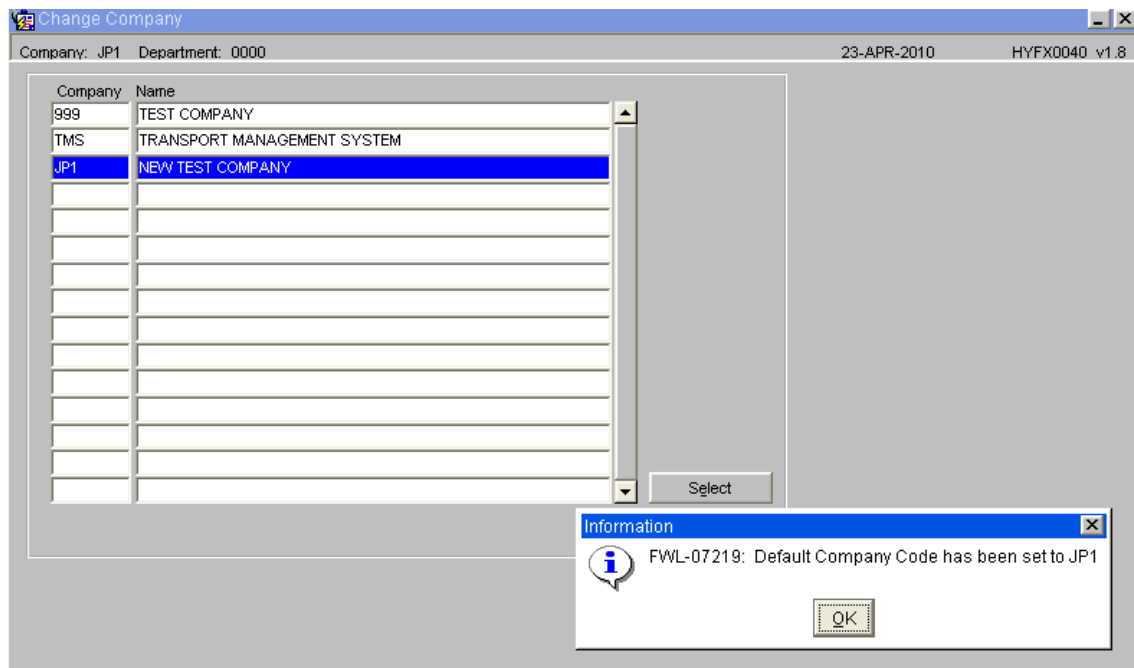 Change Company
Company: JP1 Department: 0000 23-APR-2010 HYFX0040 v1.8
Company Name
999 TEST COMPANY
TMS TRANSPORT MANAGEMENT SYSTEM
JP1 NEW TEST COMPANY
Select
Information
FWL-07219: Default Company Code has been set to JP1
OK